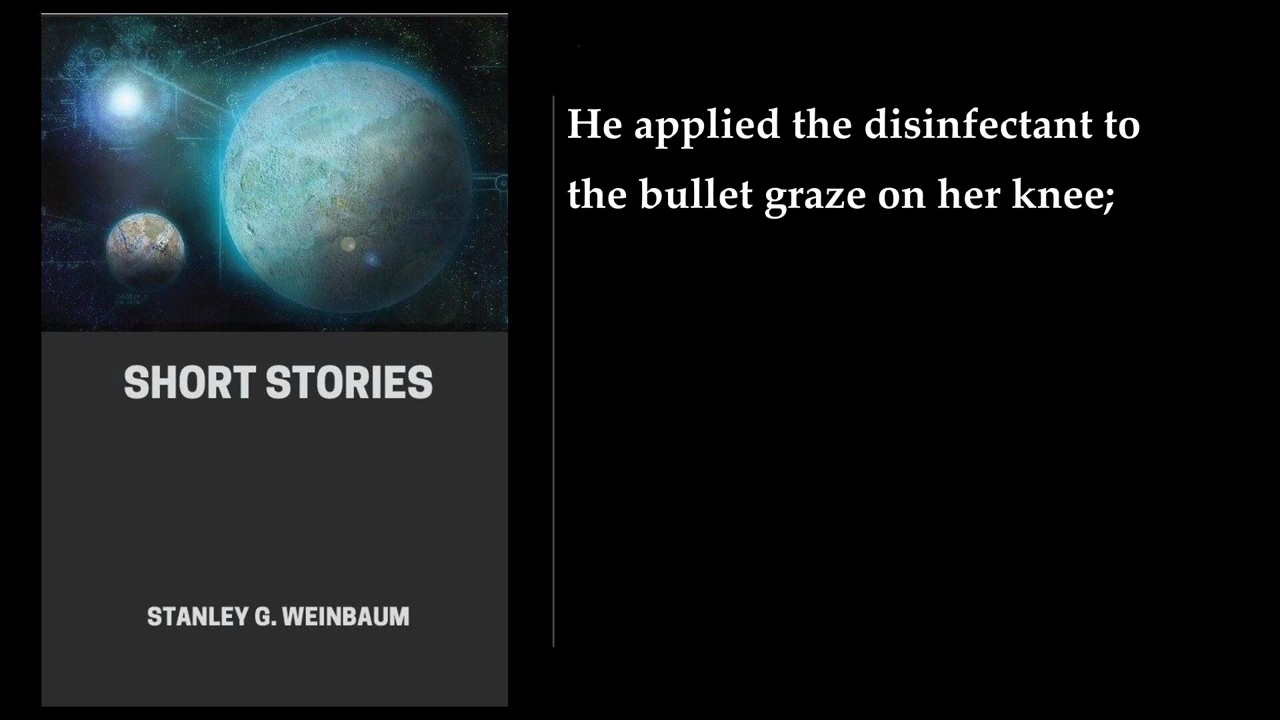 SHORT STORIES
STANLEY G. WEINBAUM
He applied the disinfectant to
the bullet graze on her knee;